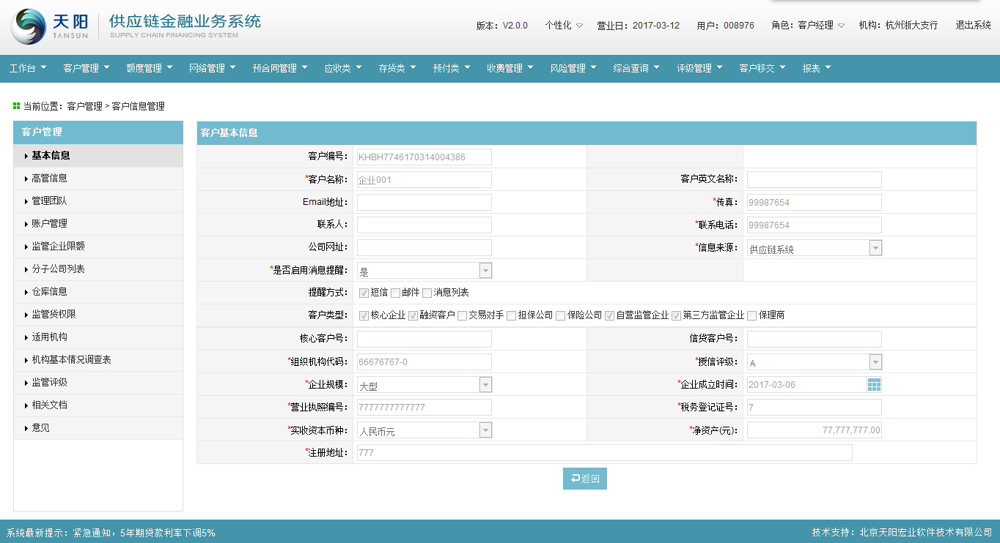 天阳 TANSUN 供应链金融业务系统 SUPPLY CHAIN FINANCING SYSTEM
版本：V2.0.0 个性化 营业日：2017-03-12 用户：008976 角色：客户经理 机构：杭州浙大支行 退出系统
工作台 客户管理 额度管理 网络管理 预合同管理 应收类 存货类 预付类 收费管理 风险管理 综合查询 评级管理 客户移交 报表
当前位置：客户管理 > 客户信息管理
客户管理
基本信息
高管信息
管理团队
账户管理
监管企业限额
分子公司列表
仓库信息
监管货权限
适用机构
机构基本情况调查表
监管评级
相关文档
意见
客户基本信息
客户编号： KHBH7746170314004386
*客户名称： 企业001 客户英文名称：
Email地址： *传真： 99987654
联系人： *联系电话： 99987654
公司网址： *信息来源： 供应链系统
*是否启用消息提醒： 是
提醒方式： 短信 邮件 消息列表
客户类型： 核心企业 融资客户 交易对手 担保公司 保险公司 自营监管企业 第三方监管企业 保理商
核心客户号： 信贷客户号：
*组织机构代码： 66676767-0 *授信评级： A
*企业规模： 大型 *企业成立时间： 2017-03-06
*营业执照编号： 7777777777777 *税务登记证号： 7
*实收资本币种： 人民币元 *净资产(元)： 77,777,777.00
*注册地址： 777
返回
系统最新提示：紧急通知，5年期贷款利率下调5% 技术支持：北京天阳宏业软件技术有限公司